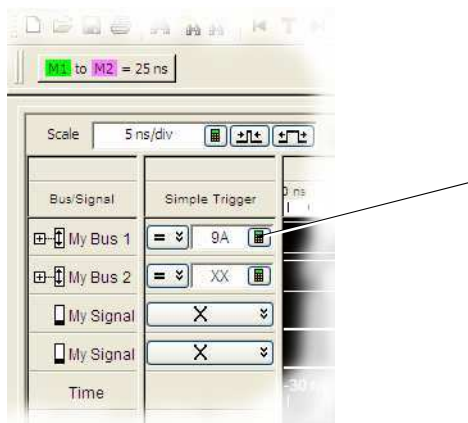 M1 to M2 = 25 ns
Scale 5 ns/div
Bus/Signal Simple Trigger ns
My Bus 1 = 9A
My Bus 2 = XX
My Signal X
My Signal X
Time -30